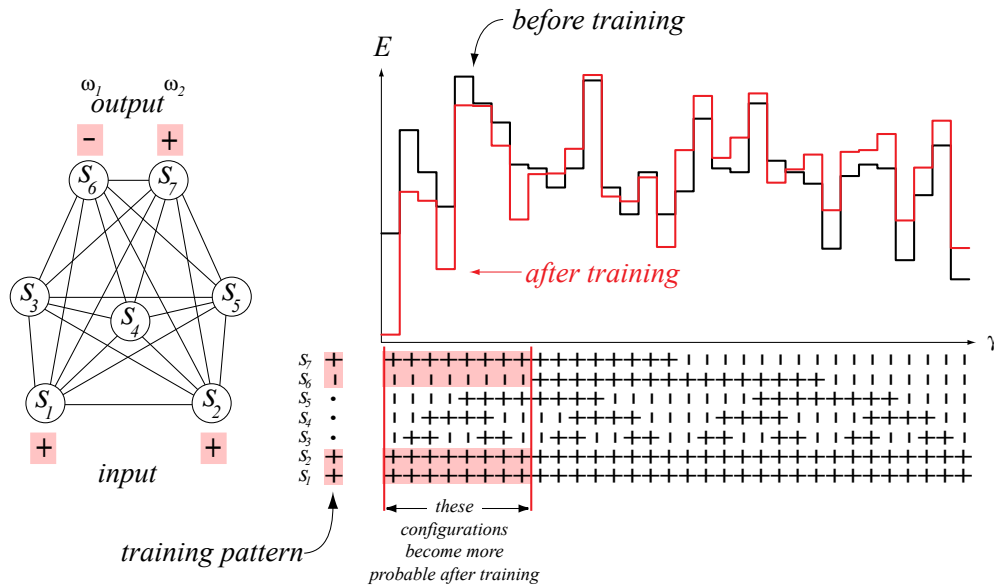 before training
E
ω1 ω2
output
- +
S6 S7
after training
S3 S5
S4
γ
S1 S2
+ +
input
S7 +
S6 -
S5 •
S4 •
S3 •
S2 +
S1 +
training pattern
these
configurations
become more
probable after training